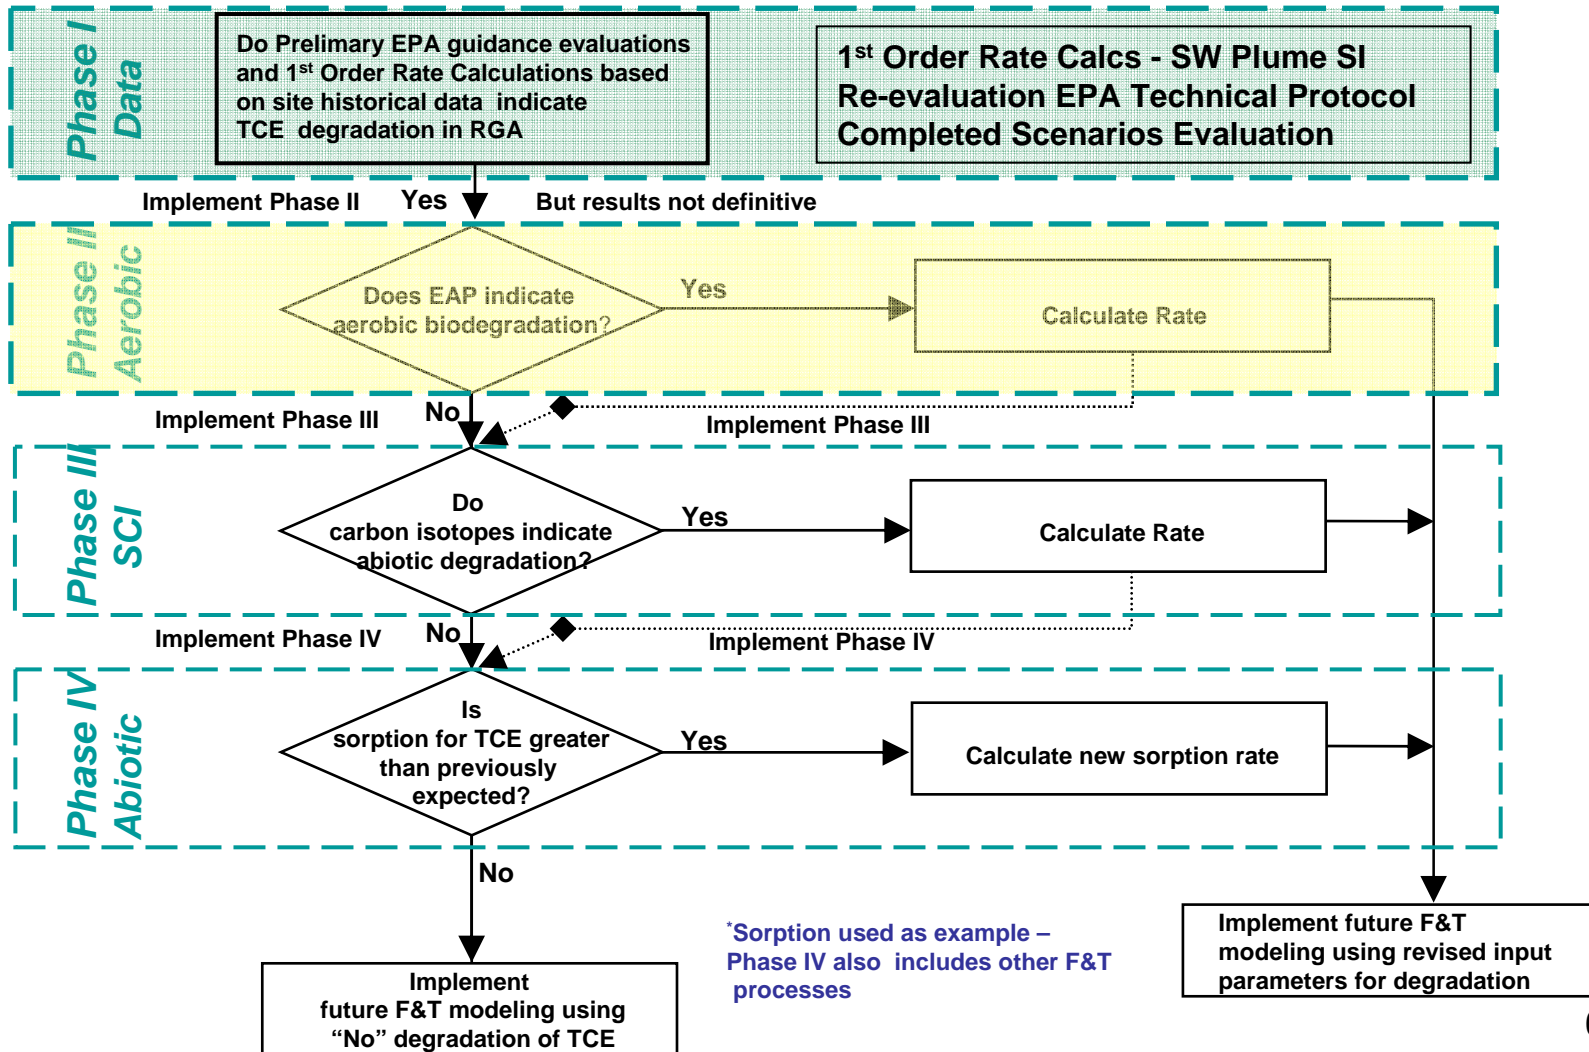 Phase I
Data
Do Prelimary EPA guidance evaluations
and 1st Order Rate Calculations based
on site historical data indicate
TCE degradation in RGA
1st Order Rate Calcs - SW Plume SI
Re-evaluation EPA Technical Protocol
Completed Scenarios Evaluation
Implement Phase II
Yes
But results not definitive
Phase II
Aerobic
Does EAP indicate
aerobic biodegradation?
Yes
Calculate Rate
Implement Phase III
No
Implement Phase III
Phase III
SCI
Do
carbon isotopes indicate
abiotic degradation?
Yes
Calculate Rate
Implement Phase IV
No
Implement Phase IV
Phase IV
Abiotic
Is
sorption for TCE greater
than previously
expected?
Yes
Calculate new sorption rate
No
*Sorption used as example –
Phase IV also includes other F&T
processes
Implement future F&T
modeling using revised input
parameters for degradation
Implement
future F&T modeling using
“No” degradation of TCE